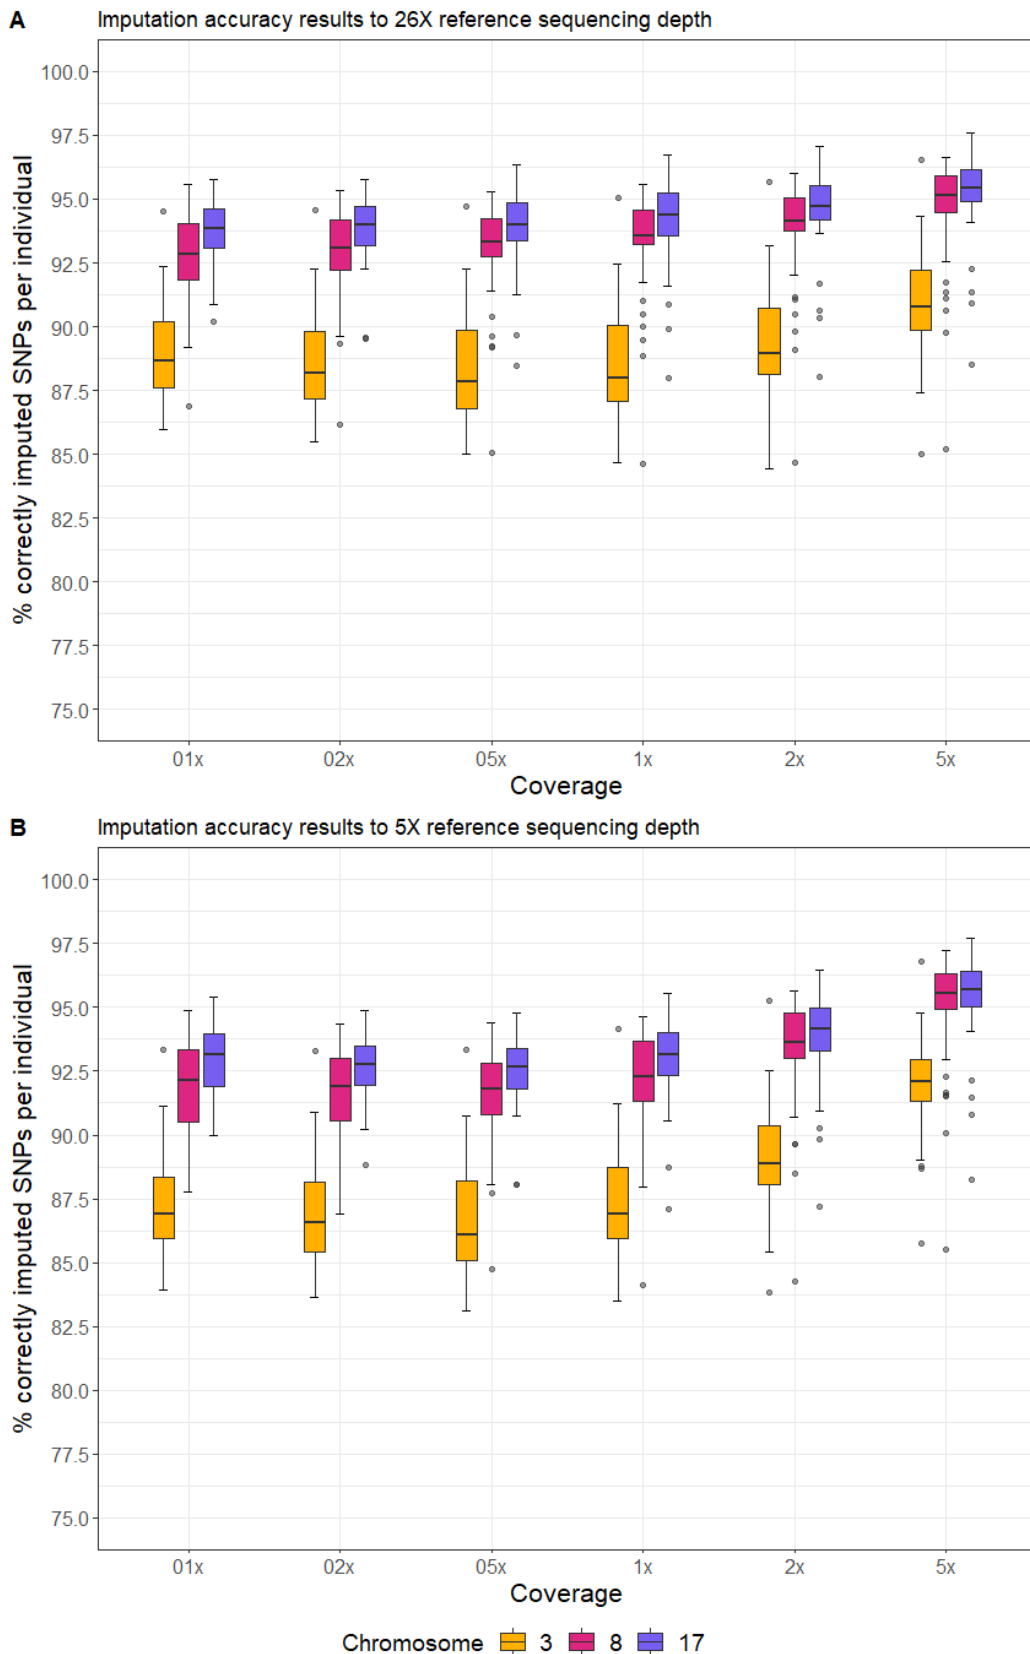 A Imputation accuracy results to 26X reference sequencing depth
% correctly imputed SNPs per individual
100.0
97.5
95.0
92.5
90.0
87.5
85.0
82.5
80.0
77.5
75.0
01x 02x 05x 1x 2x 5x
Coverage
B Imputation accuracy results to 5X reference sequencing depth
% correctly imputed SNPs per individual
100.0
97.5
95.0
92.5
90.0
87.5
85.0
82.5
80.0
77.5
75.0
01x 02x 05x 1x 2x 5x
Coverage
Chromosome 3 8 17